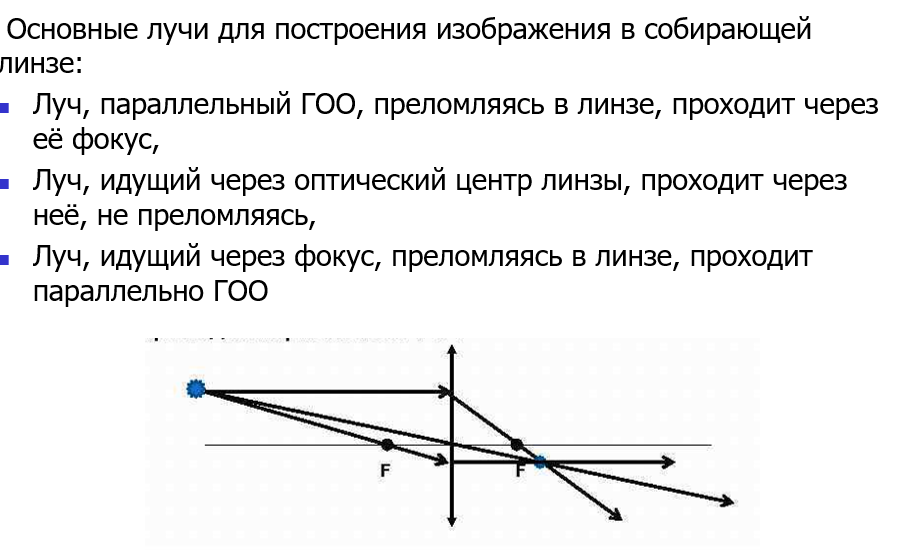 Основные лучи для построения изображения в собирающей
линзе:
Луч, параллельный ГОО, преломляясь в линзе, проходит через
её фокус,
Луч, идущий через оптический центр линзы, проходит через
неё, не преломляясь,
Луч, идущий через фокус, преломляясь в линзе, проходит
параллельно ГОО
F
F